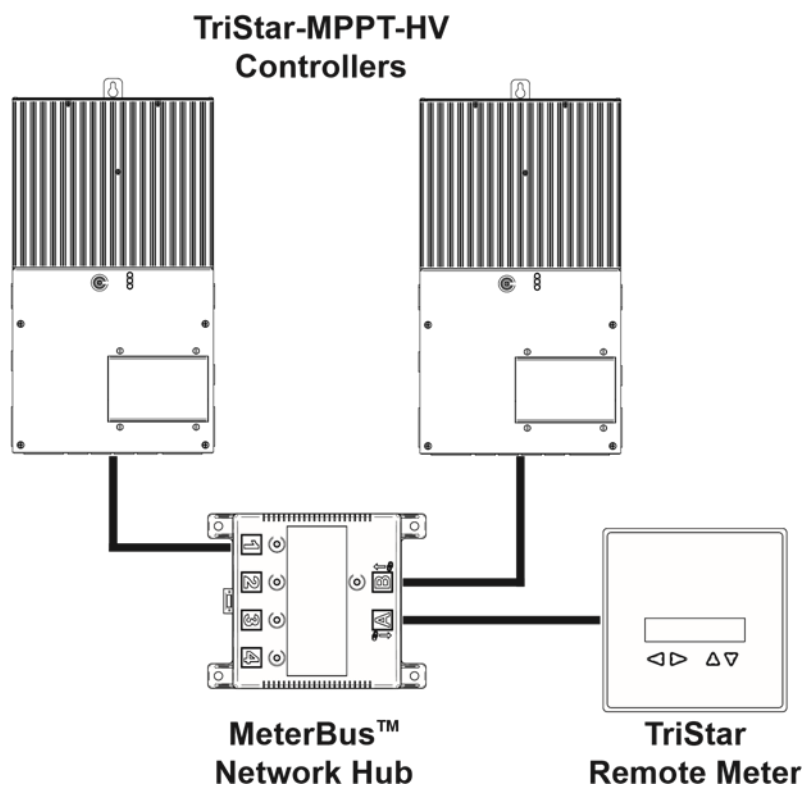 TriStar-MPPT-HV
Controllers
1
2
3
4
B
A
MeterBus™
Network Hub
TriStar
Remote Meter